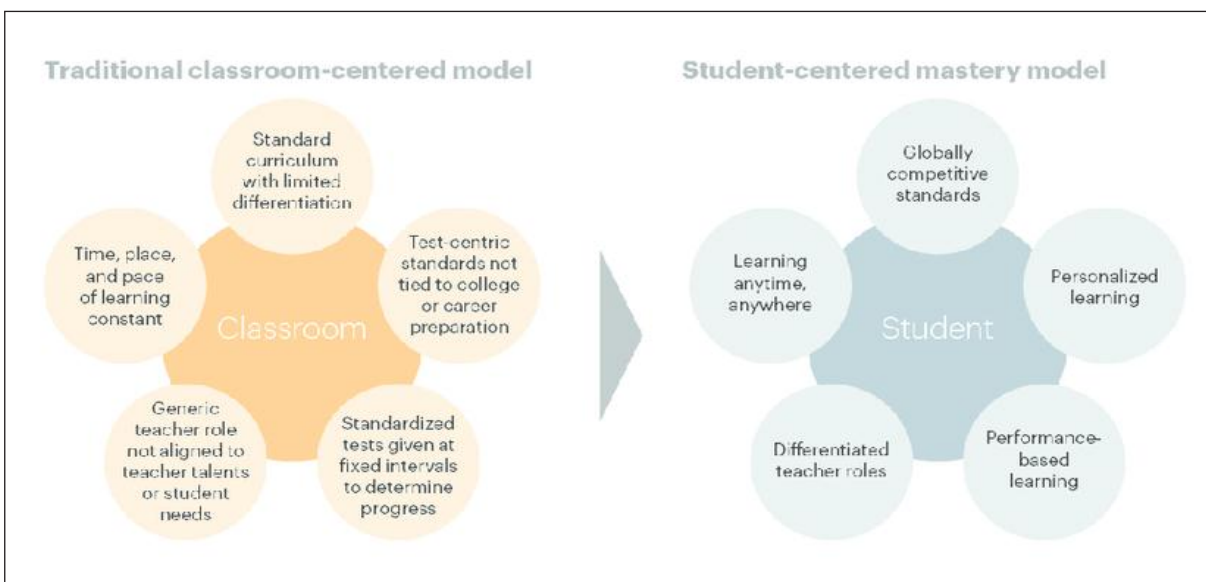 Traditional classroom-centered model
Standard
curriculum
with limited
differentiation
Test-centric
standards not
tied to college
or career
preparation
Standardized
tests given at
fixed intervals
to determine
progress
Generic
teacher role
not aligned to
teacher talents
or student
needs
Time, place,
and pace
of learning
constant
Classroom
Student-centered mastery model
Globally
competitive
standards
Personalized
learning
Performance-
based
learning
Differentiated
teacher roles
Learning
anytime,
anywhere
Student